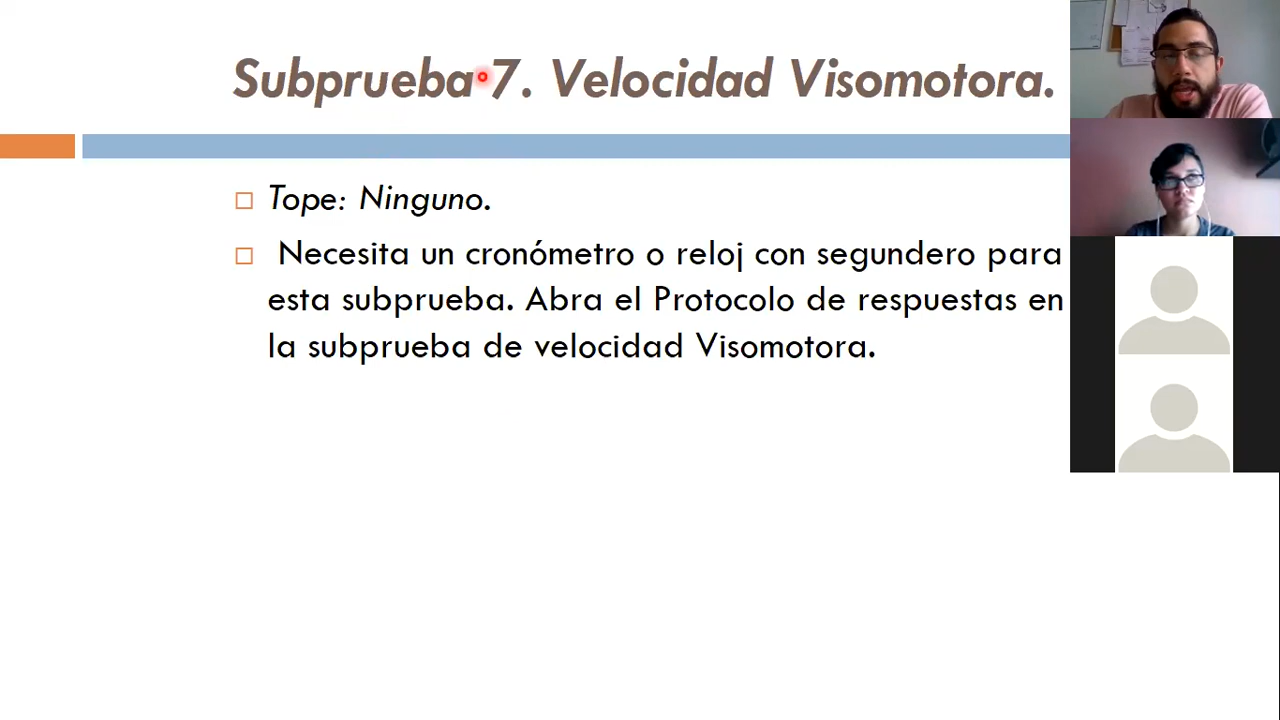 Subprueba 7. Velocidad Visomotora.
Tope: Ninguno.
Necesita un cronómetro o reloj con segundero para
esta subprueba. Abra el Protocolo de respuestas en
la subprueba de velocidad Visomotora.